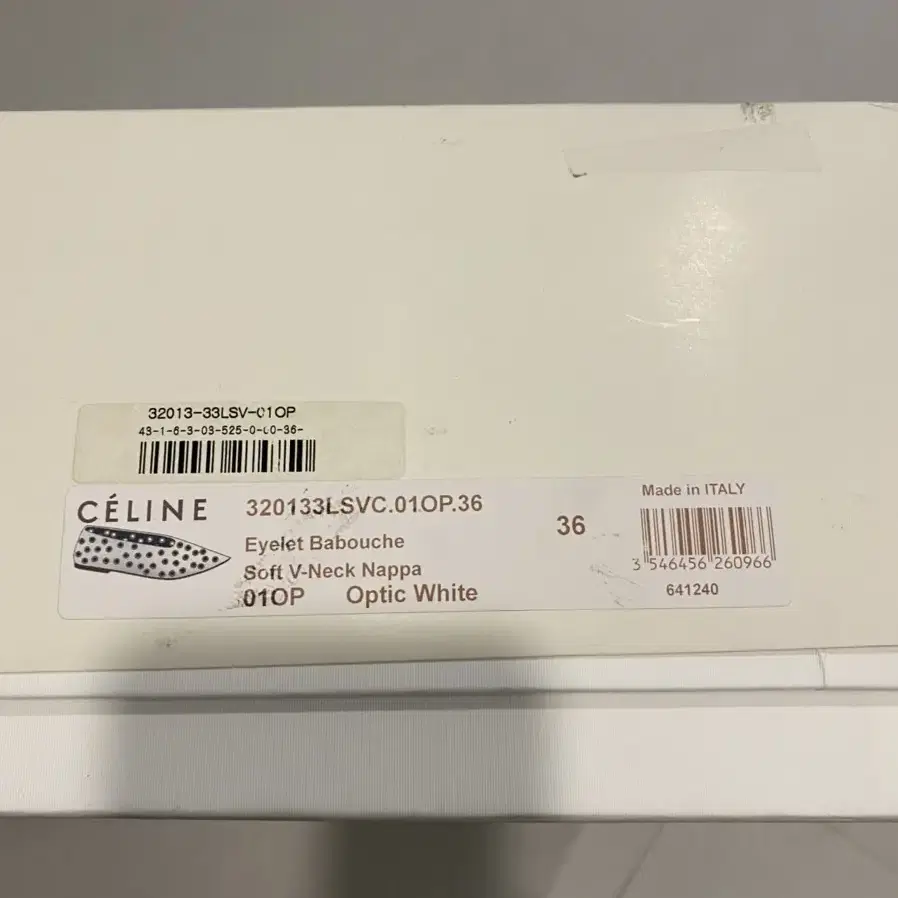 32013-33LSV-01OP
43-1-6-3-03-525-0-00-36-
CÉLINE
320133LSVC.01OP.36
Eyelet Babouche
Soft V-Neck Nappa
01OP Optic White
36
Made in ITALY
3 546456 260966
641240